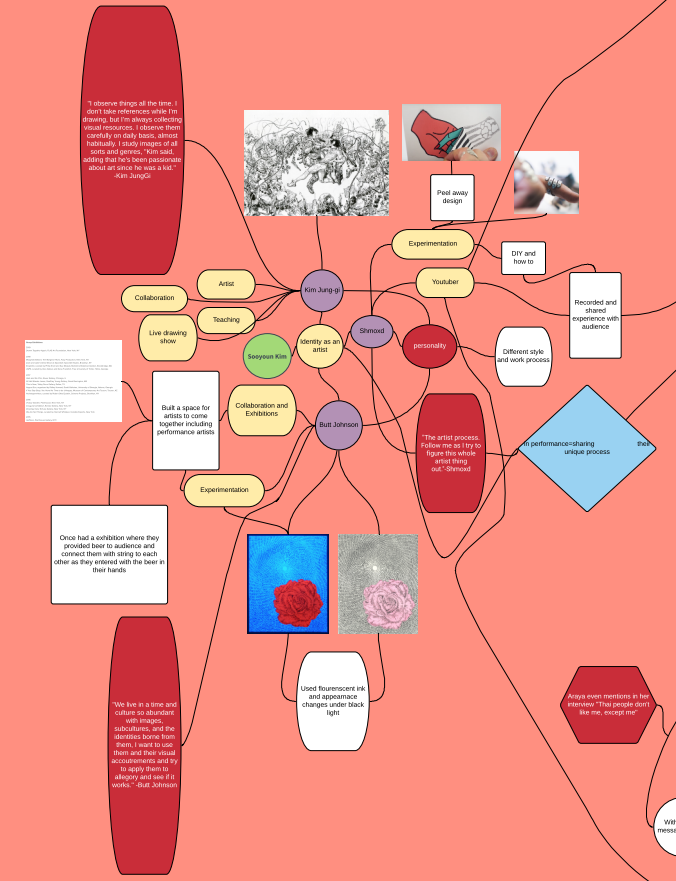 "I observe things all the time. I
don't take references while I'm
drawing, but I'm always collecting
visual resources. I observe them
carefully on daily basis, almost
habitually. I study images of all
sorts and genres, "Kim said,
adding that he's been passionate
about art since he was a kid."
-Kim JungGi
Peel away
design
Experimentation
DIY and
how to
Artist
Kim Jung-gi
Youtuber
Collaboration
Recorded and
shared
experience with
audience
Teaching
Live drawing
show
Shmoxd
Identity as an
artist
personality
Sooyoun Kim
Different style
and work process
Built a space for
artists to come
together including
performance artists
Collaboration and
Exhibitions
Butt Johnson
In performance=sharing their
unique process
"The artist process.
Follow me as I try to
figure this whole
artist thing
out."-Shmoxd
Experimentation
Once had a exhibition where they
provided beer to audience and
connect them with string to each
other as they entered with the beer in
their hands
Used flourenscent ink
and appearnace
changes under black
light
Araya even mentions in her
interview "Thai people don't
like me, except me"
"We live in a time and
culture so abundant
with images,
subcultures, and the
identities borne from
them, I want to use
them and their visual
accoutrements and try
to apply them to
allegory and see if it
works." -Butt Johnson
With